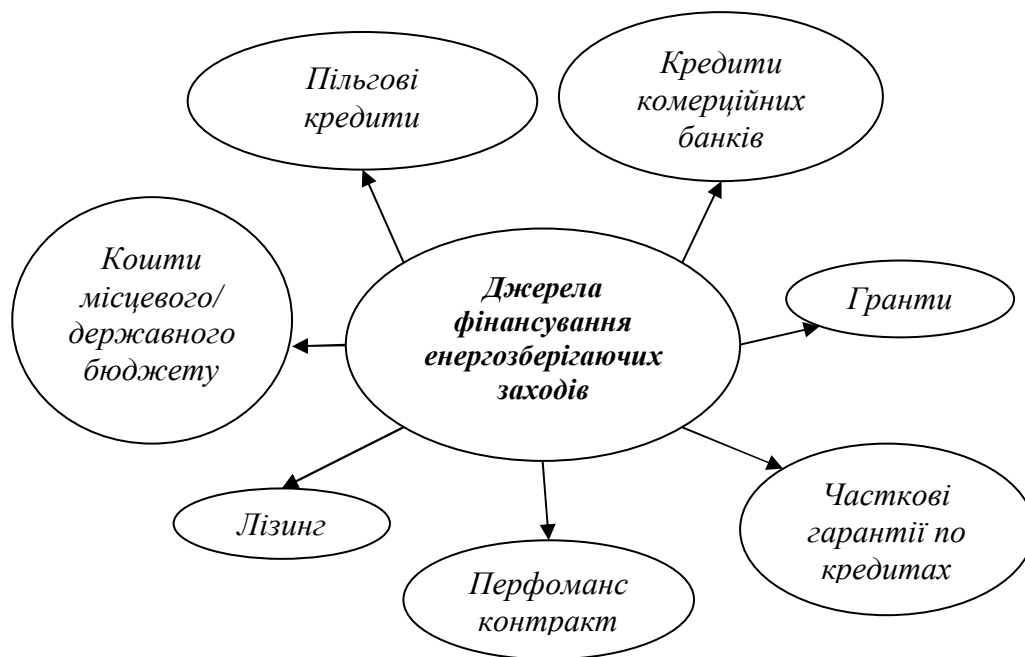 Пільгові
кредити
Кредити
комерційних
банків
Кошти
місцевого/
державного
бюджету
Джерела
фінансування
енергозберігаючих
заходів
Гранти
Лізинг
Перфоманс
контракт
Часткові
гарантії по
кредитах